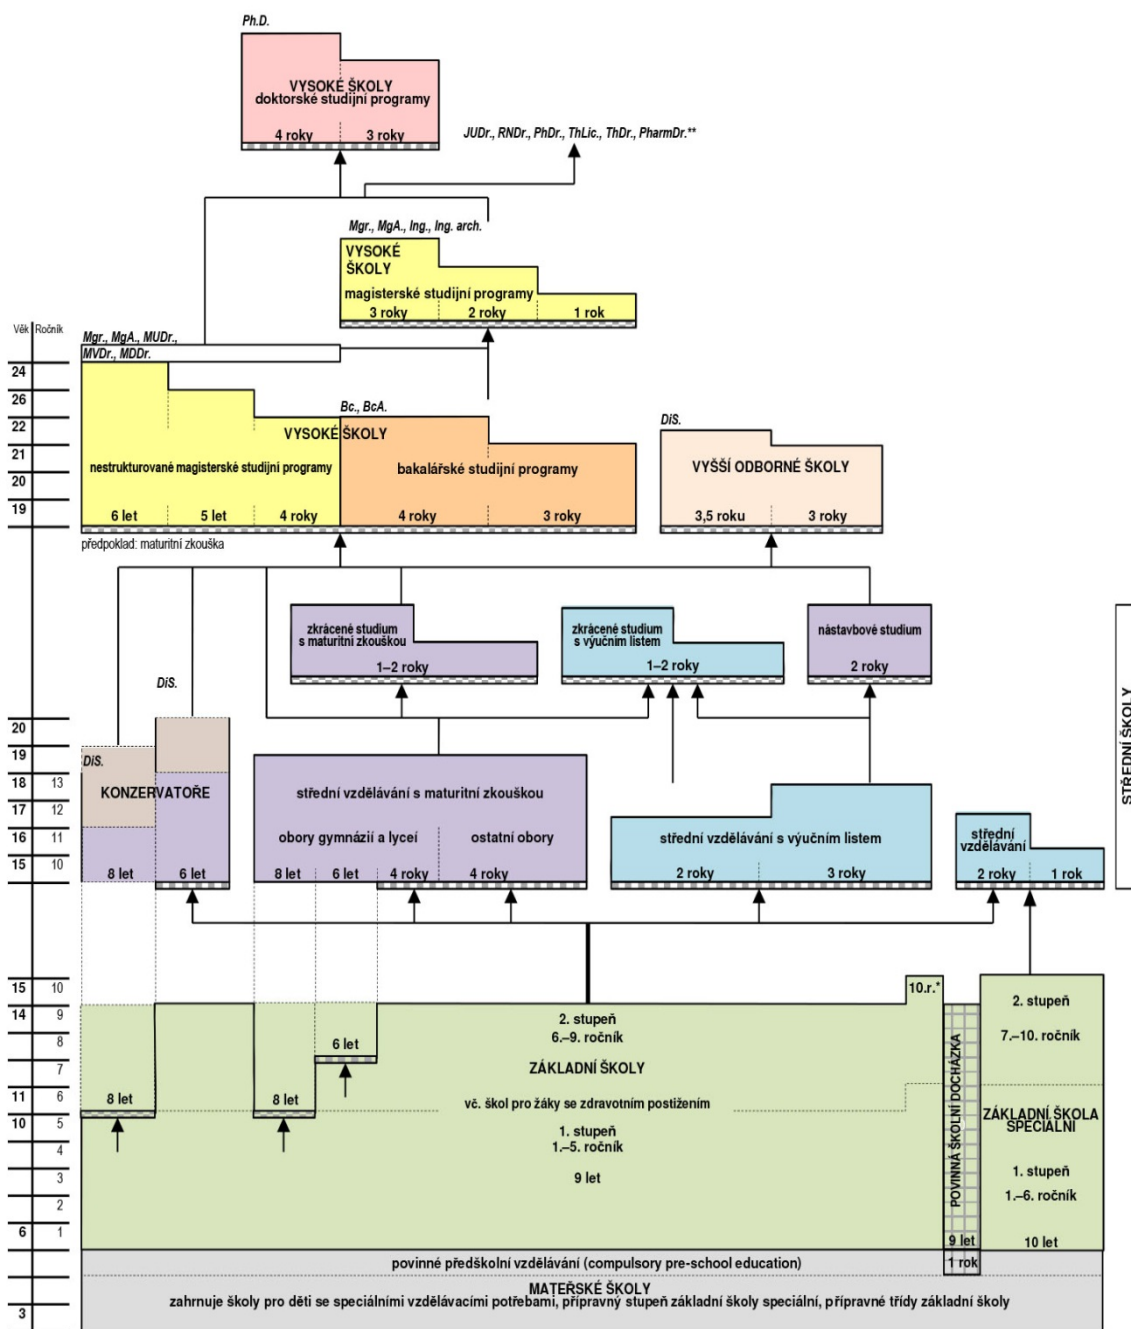 Ph.D.
VYSOKÉ ŠKOLY
doktorské studijní programy
4 roky
3 roky
JUDr., RNDr., PhDr., ThLic., ThDr., PharmDr.**
Mgr., MgA., Ing., Ing. arch.
VYSOKÉ
ŠKOLY
magisterské studijní programy
3 roky
2 roky
1 rok
Věk
Ročník
Mgr., MgA., MUDr.,
MVDr., MDDr.
24
26
22
21
20
19
Bc., BcA.
VYSOKÉ ŠKOLY
nestrukturované magisterské studijní programy
bakalářské studijní programy
6 let
5 let
4 roky
4 roky
3 roky
předpoklad: maturitní zkouška
DiS.
VYŠŠÍ ODBORNÉ ŠKOLY
3,5 roku
3 roky
zkrácené studium
s maturitní zkouškou
1–2 roky
zkrácené studium
s výučním listem
1–2 roky
nástavbové studium
2 roky
STŘEDNÍ ŠKOLY
DiS.
20
19
18 13
17 12
16 11
15 10
DiS.
KONZERVATOŘE
8 let
6 let
střední vzdělávání s maturitní zkouškou
obory gymnázií a lyceí
ostatní obory
8 let
6 let
4 roky
4 roky
střední vzdělávání s výučním listem
2 roky
3 roky
střední
vzdělávání
2 roky
1 rok
15 10
14 9
8
7
11 6
10 5
4
3
2
6 1
3
10.r.*
2. stupeň
6.–9. ročník
6 let
ZÁKLADNÍ ŠKOLY
8 let
8 let
vč. škol pro žáky se zdravotním postižením
1. stupeň
1.–5. ročník
9 let
POVINNÁ ŠKOLNÍ DOCHÁZKA
9 let
1 rok
2. stupeň
7.–10. ročník
ZÁKLADNÍ ŠKOLA
SPECIÁLNÍ
1. stupeň
1.–6. ročník
10 let
povinné předškolní vzdělávání (compulsory pre-school education)
MATEŘSKÉ ŠKOLY
zahrnuje školy pro děti se speciálními vzdělávacími potřebami, přípravný stupeň základní školy speciální, přípravné třídy základní školy